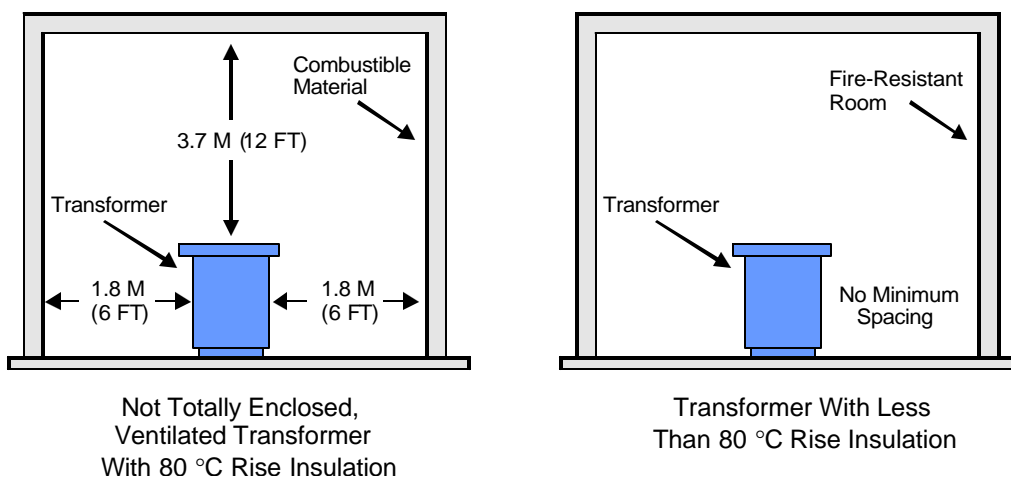 Combustible
Material
3.7 M (12 FT)
Transformer
1.8 M
(6 FT)
1.8 M
(6 FT)
Not Totally Enclosed,
Ventilated Transformer
With 80 °C Rise Insulation
Fire-Resistant
Room
Transformer
No Minimum
Spacing
Transformer With Less
Than 80 °C Rise Insulation